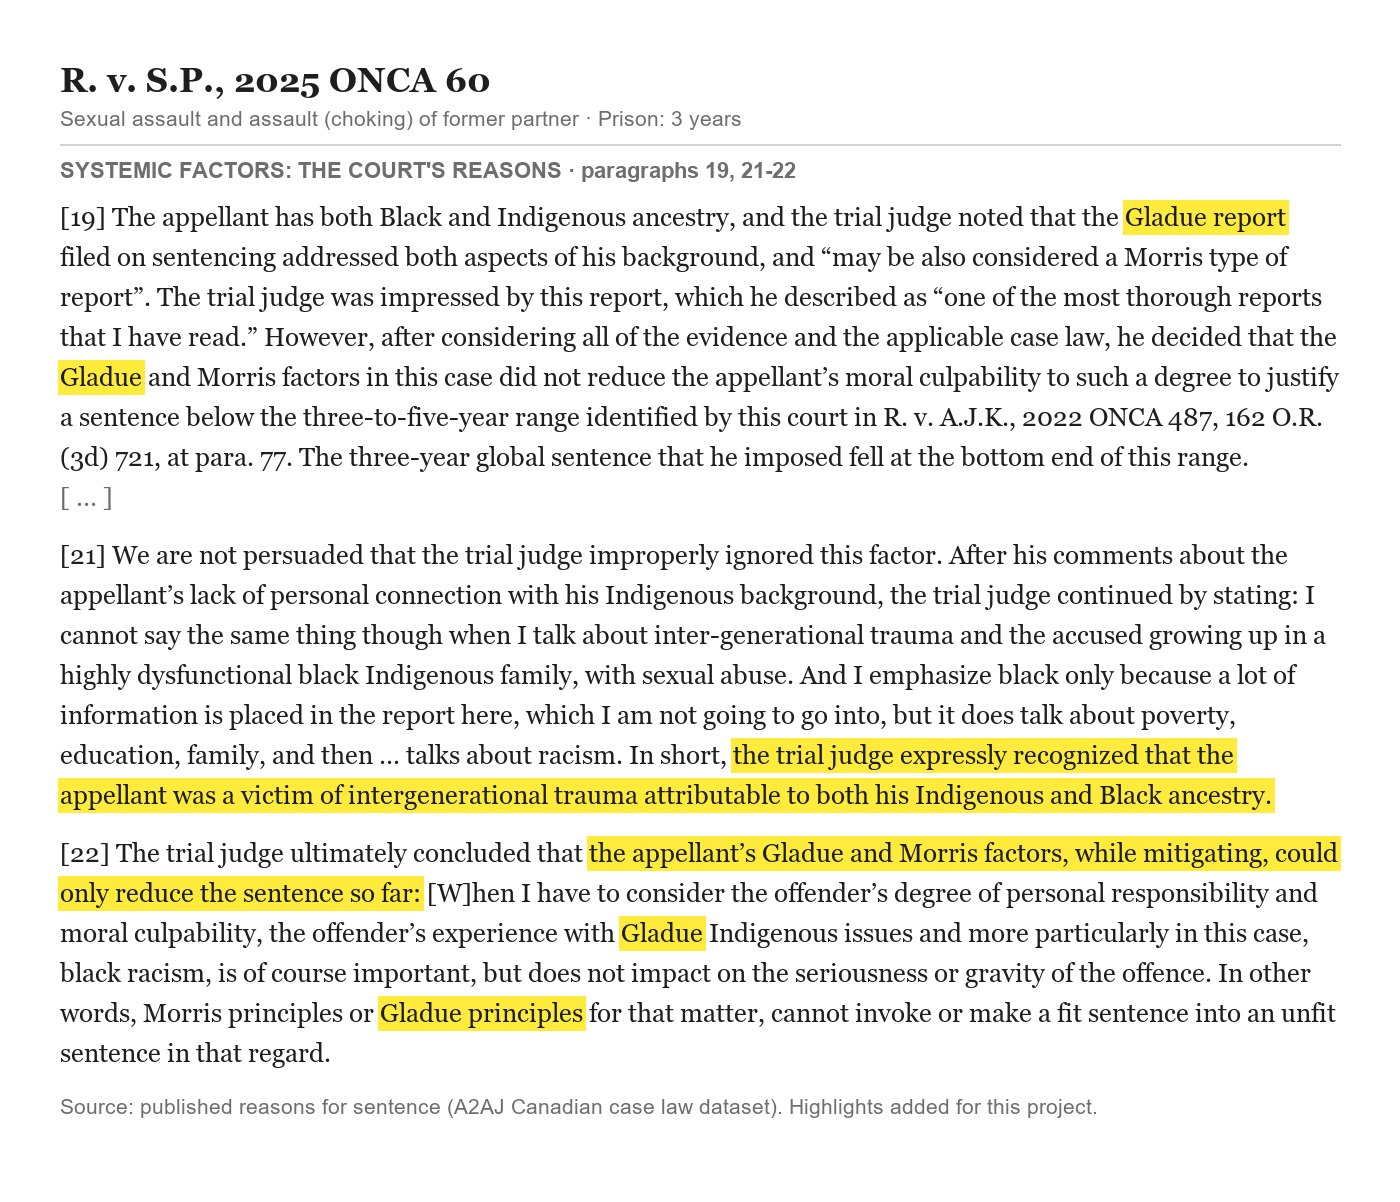 R. v. S.P., 2025 ONCA 60
Sexual assault and assault (choking) of former partner · Prison: 3 years
SYSTEMIC FACTORS: THE COURT'S REASONS · paragraphs 19, 21-22
[19] The appellant has both Black and Indigenous ancestry, and the trial judge noted that the Gladue report
filed on sentencing addressed both aspects of his background, and “may be also considered a Morris type of
report”. The trial judge was impressed by this report, which he described as “one of the most thorough reports
that I have read.” However, after considering all of the evidence and the applicable case law, he decided that the
Gladue and Morris factors in this case did not reduce the appellant’s moral culpability to such a degree to justify
a sentence below the three-to-five-year range identified by this court in R. v. A.J.K., 2022 ONCA 487, 162 O.R.
(3d) 721, at para. 77. The three-year global sentence that he imposed fell at the bottom end of this range.
[ ... ]
[21] We are not persuaded that the trial judge improperly ignored this factor. After his comments about the
appellant’s lack of personal connection with his Indigenous background, the trial judge continued by stating: I
cannot say the same thing though when I talk about inter-generational trauma and the accused growing up in a
highly dysfunctional black Indigenous family, with sexual abuse. And I emphasize black only because a lot of
information is placed in the report here, which I am not going to go into, but it does talk about poverty,
education, family, and then ... talks about racism. In short, the trial judge expressly recognized that the
appellant was a victim of intergenerational trauma attributable to both his Indigenous and Black ancestry.
[22] The trial judge ultimately concluded that the appellant’s Gladue and Morris factors, while mitigating, could
only reduce the sentence so far: [W]hen I have to consider the offender’s degree of personal responsibility and
moral culpability, the offender’s experience with Gladue Indigenous issues and more particularly in this case,
black racism, is of course important, but does not impact on the seriousness or gravity of the offence. In other
words, Morris principles or Gladue principles for that matter, cannot invoke or make a fit sentence into an unfit
sentence in that regard.
Source: published reasons for sentence (A2AJ Canadian case law dataset). Highlights added for this project.